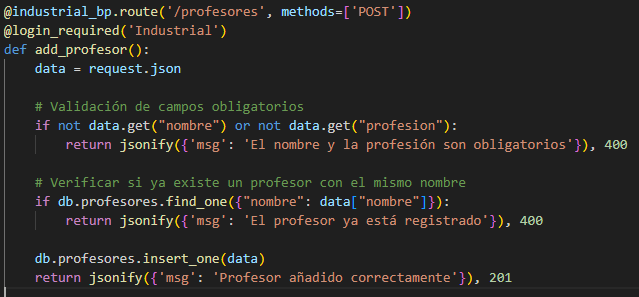 @industrial_bp.route('/profesores', methods=['POST'])
@login_required('Industrial')
def add_profesor():
    data = request.json

    # Validación de campos obligatorios
    if not data.get("nombre") or not data.get("profesion"):
        return jsonify({'msg': 'El nombre y la profesión son obligatorios'}), 400

    # Verificar si ya existe un profesor con el mismo nombre
    if db.profesores.find_one({"nombre": data["nombre"]}):
        return jsonify({'msg': 'El profesor ya está registrado'}), 400

    db.profesores.insert_one(data)
    return jsonify({'msg': 'Profesor añadido correctamente'}), 201